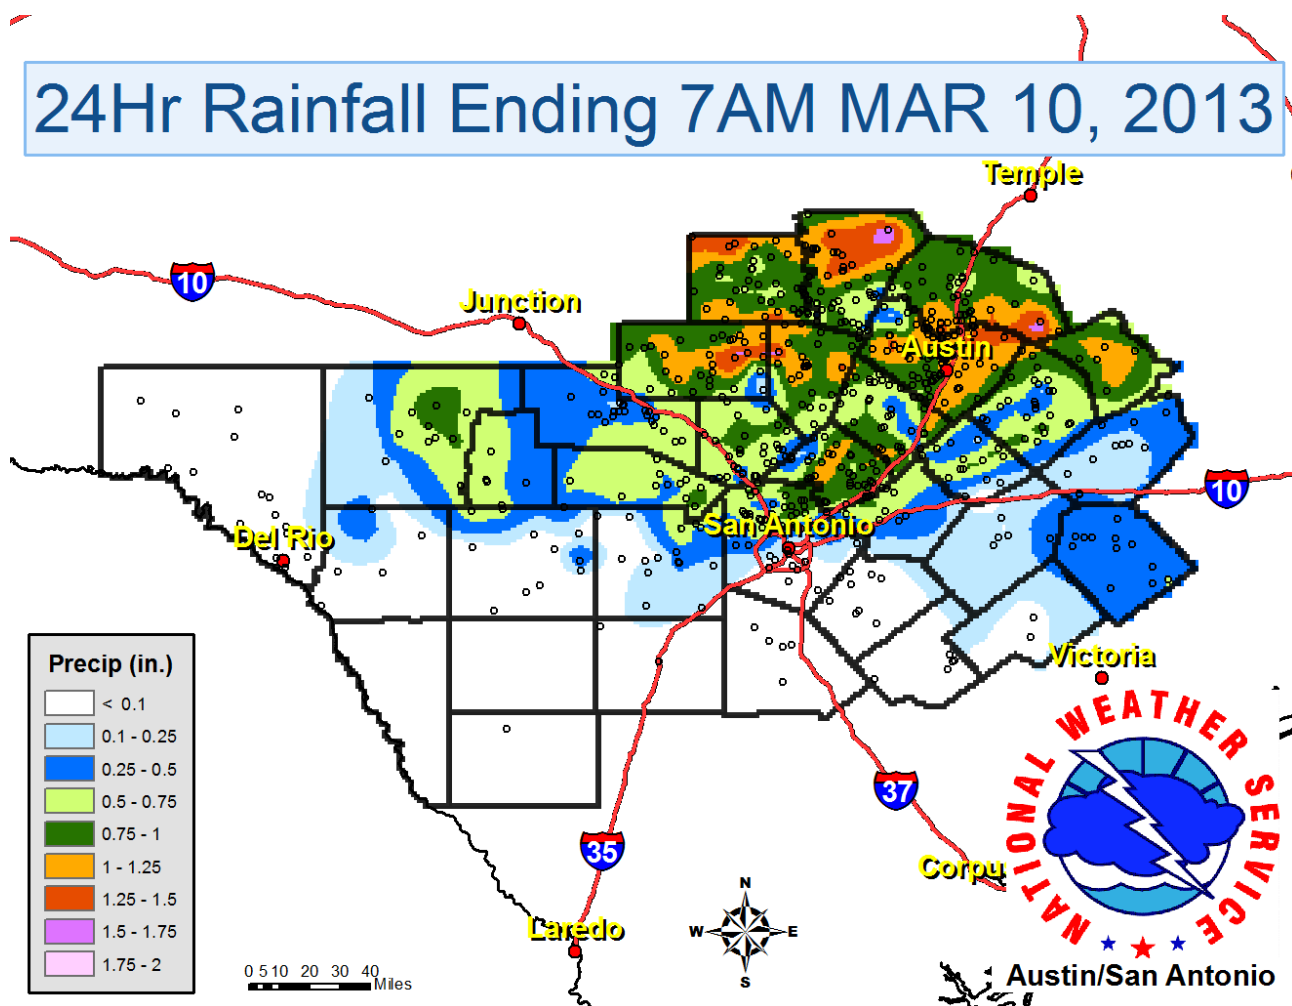 24Hr Rainfall Ending 7AM MAR 10, 2013
Temple
10
Junction
Austin
10
San Antonio
Del Rio
Victoria
Precip (in.)
< 0.1
0.1 - 0.25
0.25 - 0.5
0.5 - 0.75
0.75 - 1
1 - 1.25
1.25 - 1.5
1.5 - 1.75
1.75 - 2
37
35
Corpu
Laredo
N
W E
S
0 5 10 20 30 40
Miles
NATIONAL WEATHER SERVICE
Austin/San Antonio